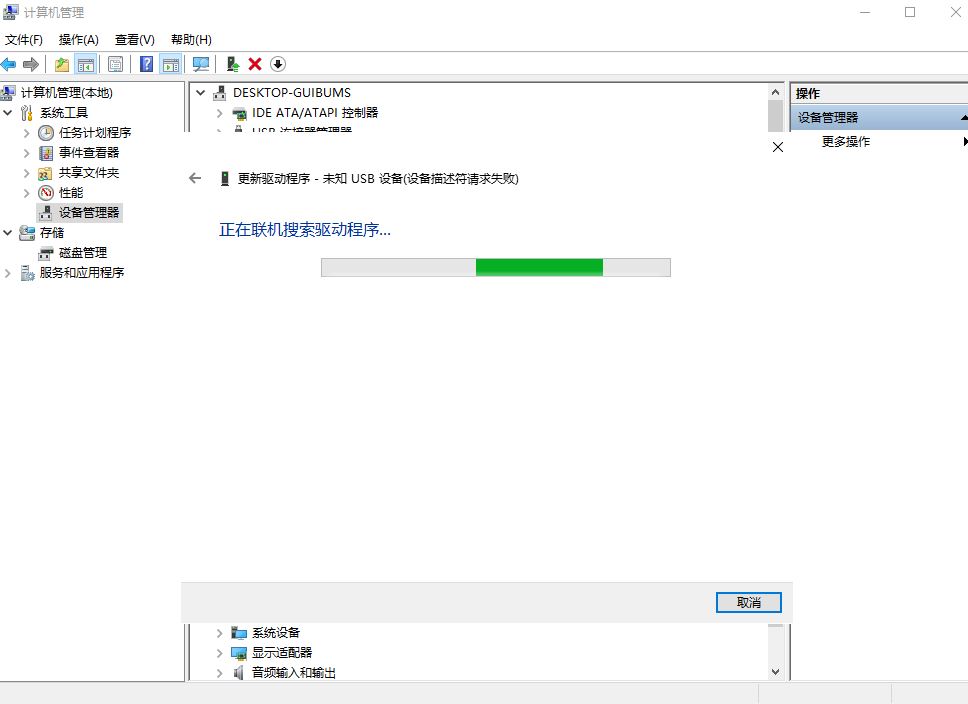 计算机管理
文件(F) 操作(A) 查看(V) 帮助(H)
计算机管理(本地)
系统工具
任务计划程序
事件查看器
共享文件夹
性能
设备管理器
存储
磁盘管理
服务和应用程序
DESKTOP-GUIBUMS
IDE ATA/ATAPI 控制器
USB 连接器管理器
更新驱动程序 - 未知 USB 设备(设备描述符请求失败)
正在联机搜索驱动程序...
取消
系统设备
显示适配器
音频输入和输出
操作
设备管理器
更多操作